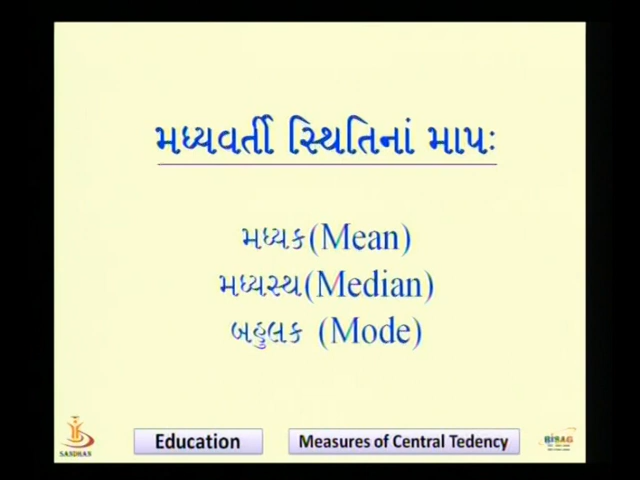 મધ્યવર્તી સ્થિતિનાં માપઃ
મધ્યક(Mean)
મધ્યસ્થ(Median)
બહુલક (Mode)
SANDHAN
Education
Measures of Central Tedency
BISAG